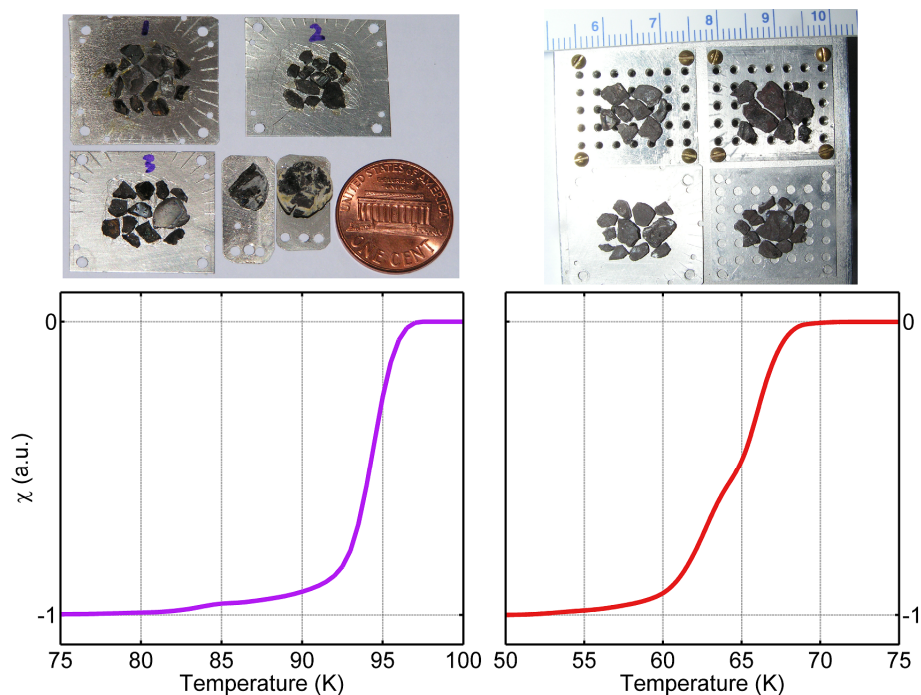 1
2
3
UNITED STATES OF AMERICA
ONE CENT
6 7 8 9 10
0
-1
χ (a.u.)
75 80 85 90 95 100
Temperature (K)
0
-1
50 55 60 65 70 75
Temperature (K)